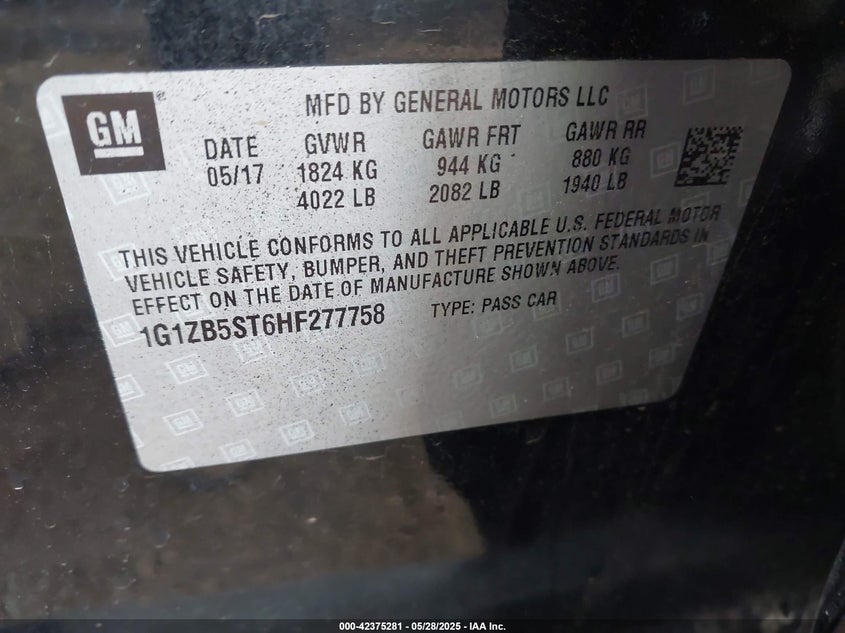 GM
MFD BY GENERAL MOTORS LLC
DATE GVWR GAWR FRT GAWR RR
05/17 1824 KG 944 KG 880 KG
4022 LB 2082 LB 1940 LB
THIS VEHICLE CONFORMS TO ALL APPLICABLE U.S. FEDERAL MOTOR
VEHICLE SAFETY, BUMPER, AND THEFT PREVENTION STANDARDS IN
EFFECT ON THE DATE OF MANUFACTURE SHOWN ABOVE.
1G1ZB5ST6HF277758 TYPE: PASS CAR
000-42375281 | 05/28/2025 - IAA Inc.